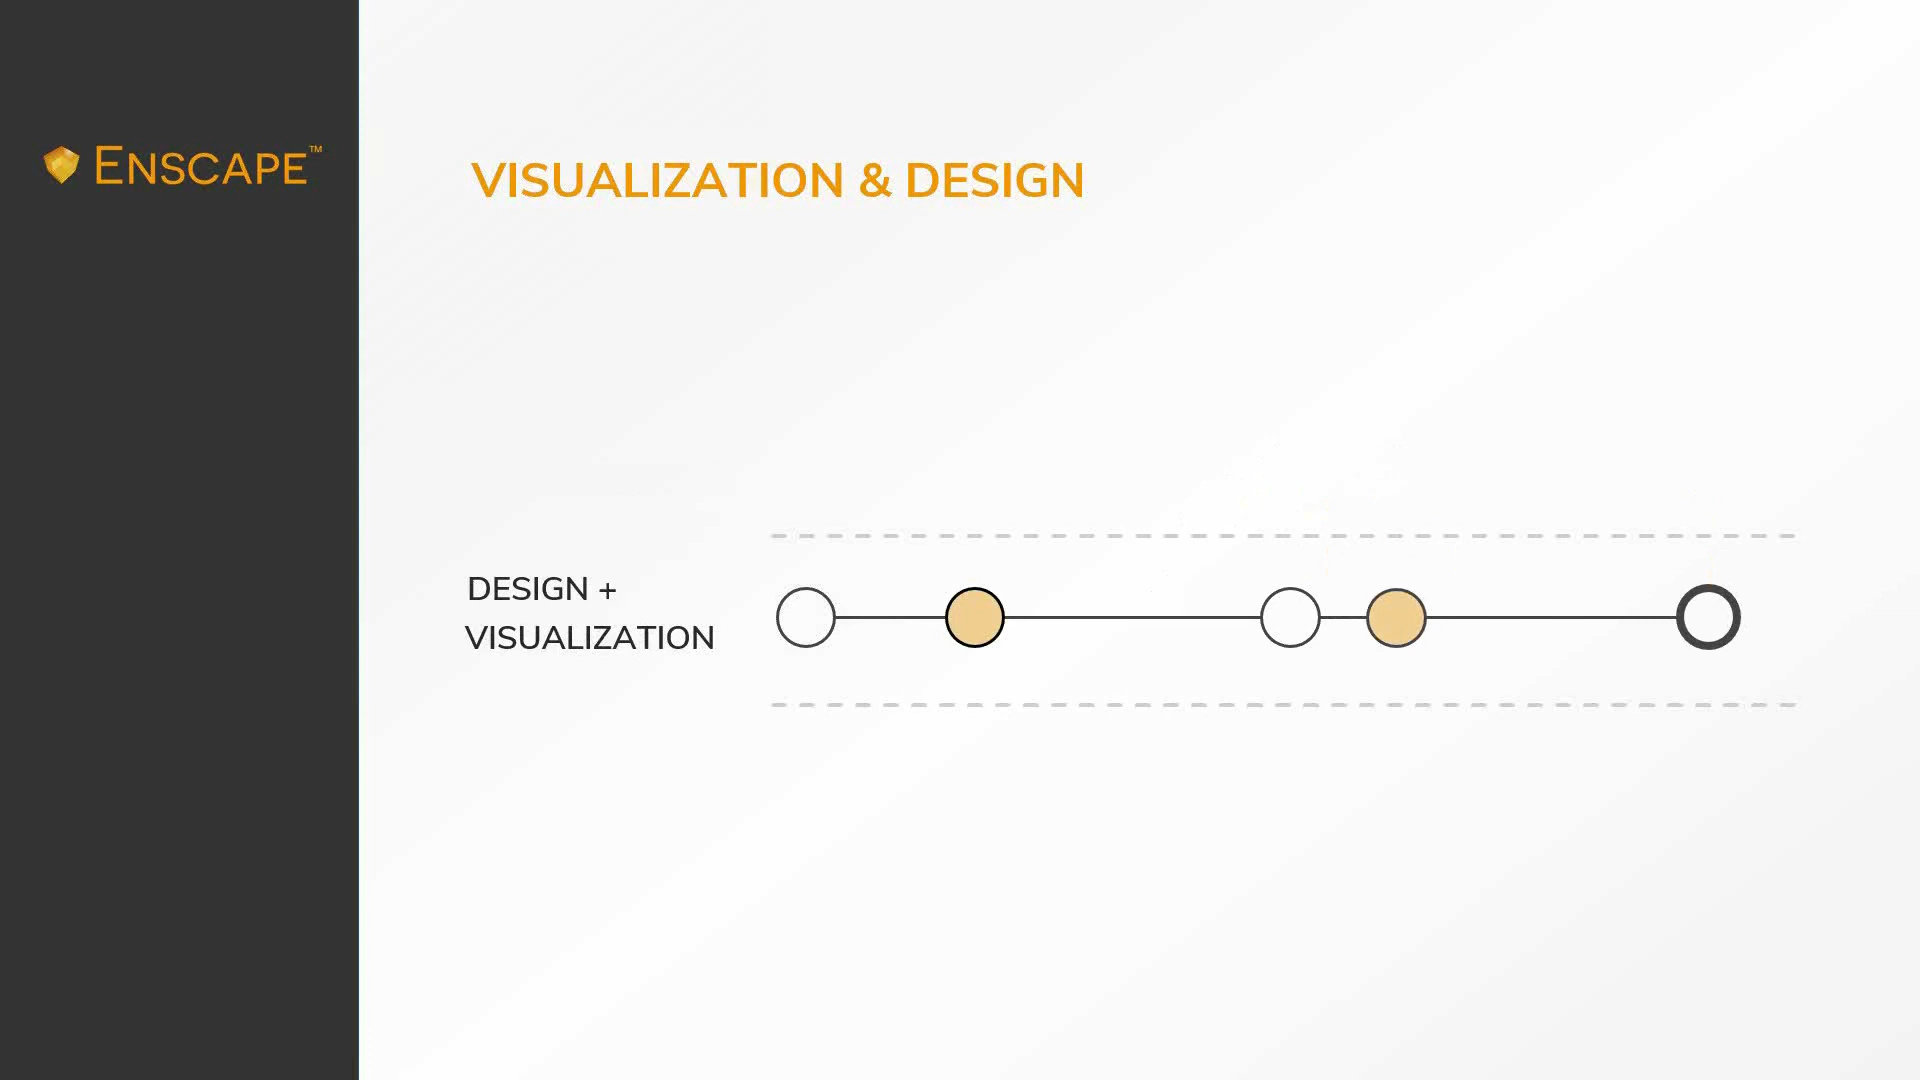 ENSCAPE™
VISUALIZATION & DESIGN
DESIGN +
VISUALIZATION